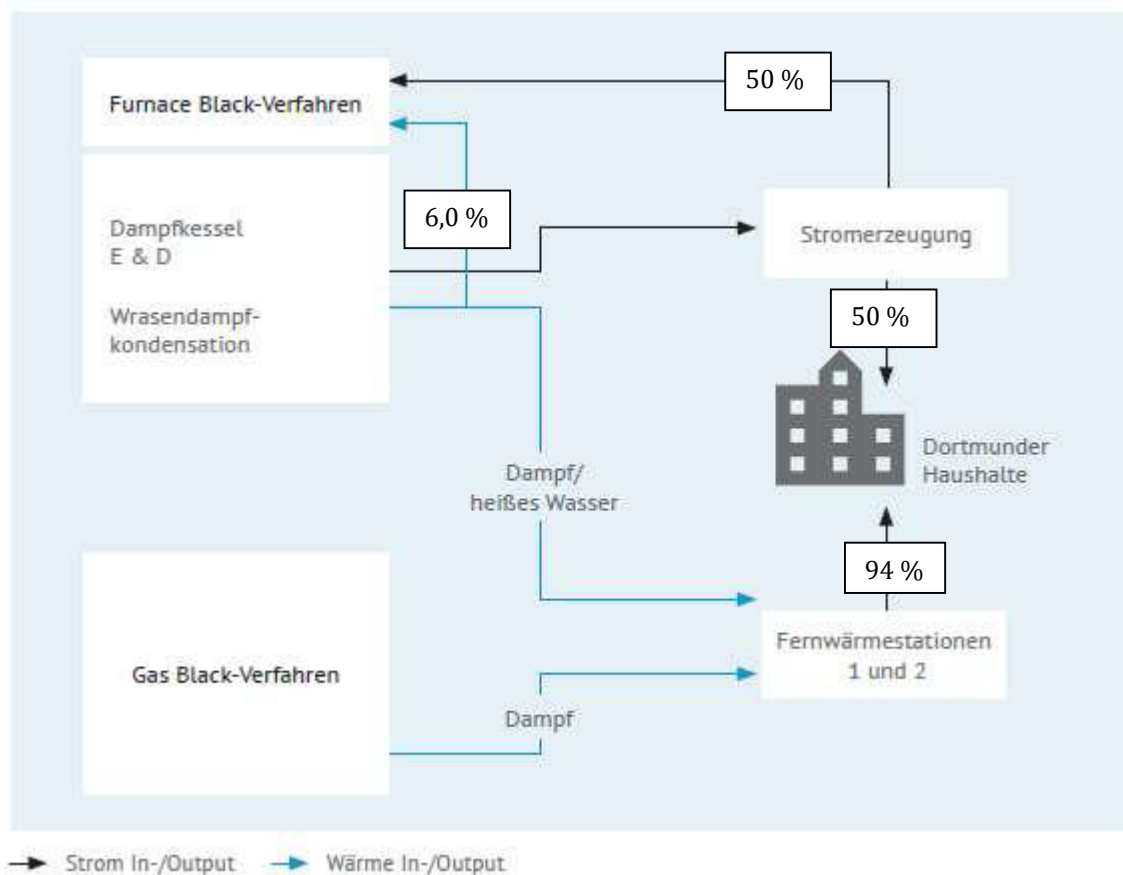 50 %
Furnace Black-Verfahren
6,0 %
Dampfkessel
E & D
Stromerzeugung
Wrasendampf-
kondensation
50 %
Dortmunder
Haushalte
Dampf/
heißes Wasser
94 %
Fernwärmestationen
1 und 2
Gas Black-Verfahren
Dampf
Strom In-/Output
Wärme In-/Output